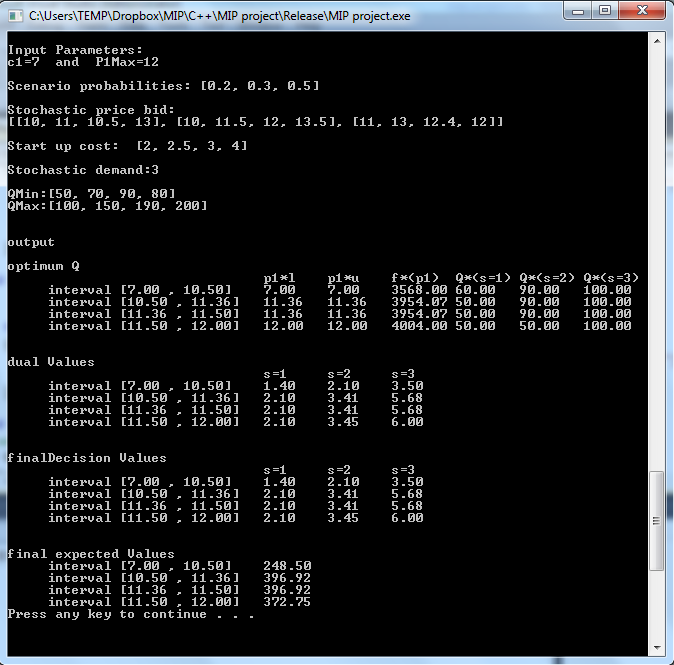 C:\Users\TEMP\Dropbox\MIP\C++\MIP project\Release\MIP project.exe
Input Parameters:
c1=7  and  P1Max=12
Scenario probabilities: [0.2, 0.3, 0.5]
Stochastic price bid:
[[10, 11, 10.5, 13], [10, 11.5, 12, 13.5], [11, 13, 12.4, 12]]
Start up cost:  [2, 2.5, 3, 4]
Stochastic demand:3
QMin:[50, 70, 90, 80]
QMax:[100, 150, 190, 200]
output
optimum Q
p1*l    p1*u    f*(p1)  Q*(s=1) Q*(s=2) Q*(s=3)
interval [7.00 , 10.50]    7.00    7.00    3568.00 60.00   90.00   100.00
interval [10.50 , 11.36]   11.36   11.36   3954.07 50.00   90.00   100.00
interval [11.36 , 11.50]   11.36   11.36   3954.07 50.00   90.00   100.00
interval [11.50 , 12.00]   12.00   12.00   4004.00 50.00   50.00   100.00
dual Values
s=1     s=2     s=3
interval [7.00 , 10.50]    1.40    2.10    3.50
interval [10.50 , 11.36]   2.10    3.41    5.68
interval [11.36 , 11.50]   2.10    3.41    5.68
interval [11.50 , 12.00]   2.10    3.45    6.00
finalDecision Values
s=1     s=2     s=3
interval [7.00 , 10.50]    1.40    2.10    3.50
interval [10.50 , 11.36]   2.10    3.41    5.68
interval [11.36 , 11.50]   2.10    3.41    5.68
interval [11.50 , 12.00]   2.10    3.45    6.00
final expected Values
interval [7.00 , 10.50]    248.50
interval [10.50 , 11.36]   396.92
interval [11.36 , 11.50]   396.92
interval [11.50 , 12.00]   372.75
Press any key to continue . . .